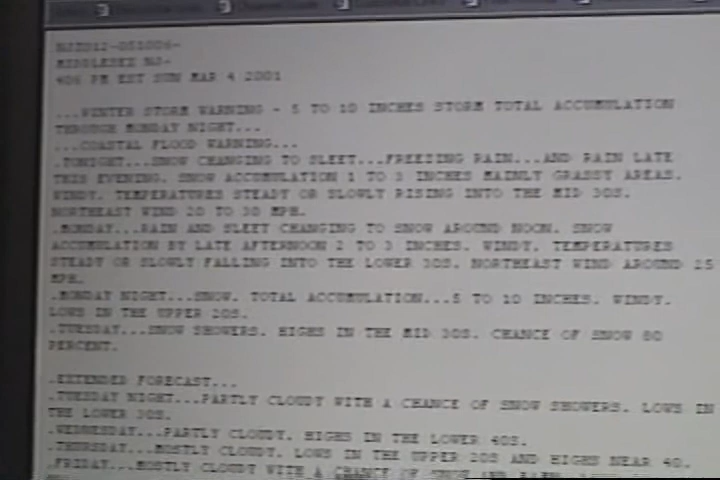 NJZ012-051006-
MIDDLESEX NJ-
406 PM EST SUN MAR 4 2001
...WINTER STORM WARNING - 5 TO 10 INCHES STORM TOTAL ACCUMULATION
THROUGH MONDAY NIGHT...
...COASTAL FLOOD WARNING...
.TONIGHT...SNOW CHANGING TO SLEET...FREEZING RAIN...AND RAIN LATE
THIS EVENING. SNOW ACCUMULATION 1 TO 3 INCHES MAINLY GRASSY AREAS.
WINDY. TEMPERATURES STEADY OR SLOWLY RISING INTO THE MID 30S.
NORTHEAST WIND 20 TO 30 MPH.
.MONDAY...RAIN AND SLEET CHANGING TO SNOW AROUND NOON. SNOW
ACCUMULATION BY LATE AFTERNOON 2 TO 3 INCHES. WINDY. TEMPERATURES
STEADY OR SLOWLY FALLING INTO THE LOWER 30S. NORTHEAST WIND AROUND 25
MPH.
.MONDAY NIGHT...SNOW. TOTAL ACCUMULATION...5 TO 10 INCHES. WINDY.
LOWS IN THE UPPER 20S.
.TUESDAY...SNOW SHOWERS. HIGHS IN THE MID 30S. CHANCE OF SNOW 80
PERCENT.
.EXTENDED FORECAST...
.TUESDAY NIGHT...PARTLY CLOUDY WITH A CHANCE OF SNOW SHOWERS. LOWS IN
THE LOWER 30S.
.WEDNESDAY...PARTLY CLOUDY. HIGHS IN THE LOWER 40S.
.THURSDAY...MOSTLY CLOUDY. LOWS IN THE UPPER 20S AND HIGHS NEAR 40.
.FRIDAY...MOSTLY CLOUDY WITH A CHANCE OF SNOW AND RAIN.